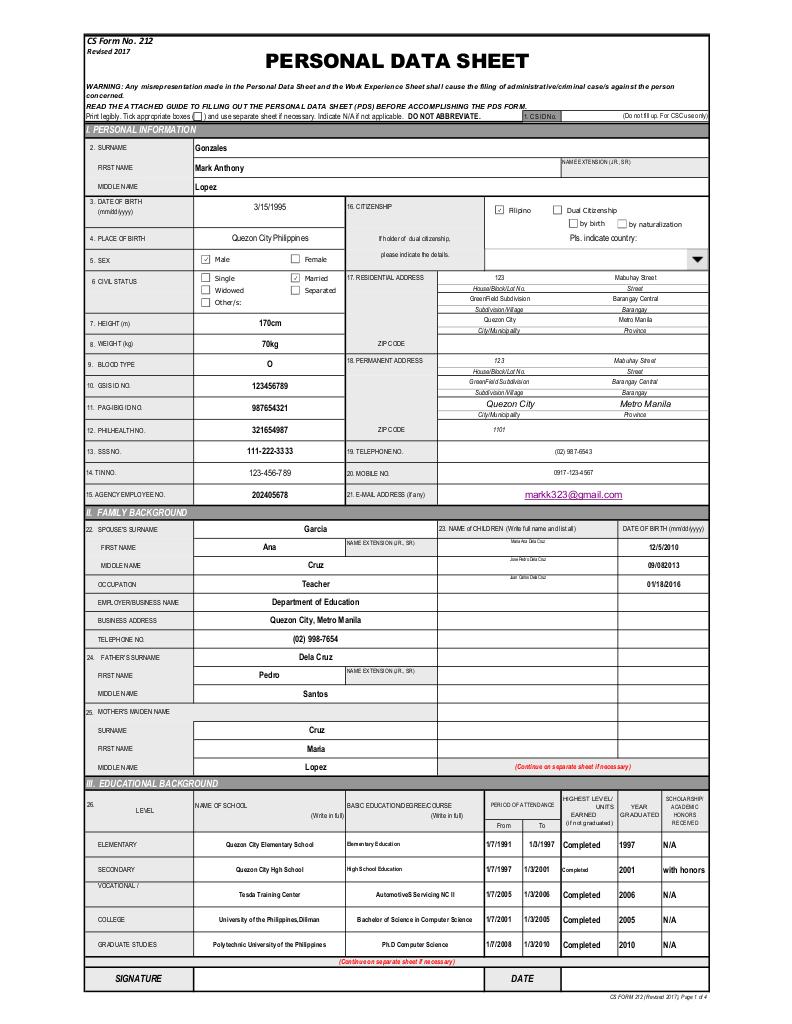 CS Form No. 212
Revised 2017
PERSONAL DATA SHEET
WARNING: Any misrepresentation made in the Personal Data Sheet and the Work Experience Sheet shall cause the filing of administrative/criminal case/s against the person
concerned.
READ THE ATTACHED GUIDE TO FILLING OUT THE PERSONAL DATA SHEET (PDS) BEFORE ACCOMPLISHING THE PDS FORM.
Print legibly. Tick appropriate boxes ( ) and use separate sheet if necessary. Indicate N/A if not applicable. DO NOT ABBREVIATE. 1. CS ID No. (Do not fill up. For CSC use only)
I. PERSONAL INFORMATION
2. SURNAME Gonzales
FIRST NAME Mark Anthony NAME EXTENSION (JR., SR)
MIDDLE NAME Lopez
3. DATE OF BIRTH
(mm/dd/yyyy) 3/15/1995 16. CITIZENSHIP ✓ Filipino Dual Citizenship
by birth by naturalization
4. PLACE OF BIRTH Quezon City Philippines If holder of dual citizenship, Pls. indicate country:
please indicate the details.
5. SEX ✓ Male Female
6 CIVIL STATUS Single ✓ Married
Widowed Separated
Other/s:
17. RESIDENTIAL ADDRESS 123 Mabuhay Street
House/Block/Lot No. Street
GreenField Subdivision Barangay Central
Subdivision/Village Barangay
7. HEIGHT (m) 170cm Quezon City Metro Manila
City/Municipality Province
8. WEIGHT (kg) 70kg ZIP CODE
9. BLOOD TYPE O 18. PERMANENT ADDRESS 123 Mabuhay Street
House/Block/Lot No. Street
10. GSIS ID NO. 123456789 GreenField Subdivision Barangay Central
Subdivision/Village Barangay
11. PAG-IBIG ID NO. 987654321 Quezon City Metro Manila
City/Municipality Province
12. PHILHEALTH NO. 321654987 ZIP CODE 1101
13. SSS NO. 111-222-3333 19. TELEPHONE NO. (02) 987-6543
14. TIN NO. 123-456-789 20. MOBILE NO. 0917-123-4567
15. AGENCY EMPLOYEE NO. 202405678 21. E-MAIL ADDRESS (if any) markk323@gmail.com
II. FAMILY BACKGROUND
22. SPOUSE'S SURNAME Garcia 23. NAME of CHILDREN (Write full name and list all) DATE OF BIRTH (mm/dd/yyyy)
FIRST NAME Ana NAME EXTENSION (JR., SR) Maria Ana Dela Cruz 12/5/2010
MIDDLE NAME Cruz Jose Pedro Dela Cruz 09/082013
OCCUPATION Teacher Juan Carlos Dela Cruz 01/18/2016
EMPLOYER/BUSINESS NAME Department of Education
BUSINESS ADDRESS Quezon City, Metro Manila
TELEPHONE NO. (02) 998-7654
24. FATHER'S SURNAME Dela Cruz
FIRST NAME Pedro NAME EXTENSION (JR., SR)
MIDDLE NAME Santos
25. MOTHER'S MAIDEN NAME
SURNAME Cruz
FIRST NAME Maria
MIDDLE NAME Lopez (Continue on separate sheet if necessary)
III. EDUCATIONAL BACKGROUND
26. LEVEL NAME OF SCHOOL (Write in full) BASIC EDUCATION/DEGREE/COURSE (Write in full) PERIOD OF ATTENDANCE From To HIGHEST LEVEL/ UNITS EARNED (if not graduated) YEAR GRADUATED SCHOLARSHIP/ ACADEMIC HONORS RECEIVED
ELEMENTARY Quezon City Elementary School Elementary Education 1/7/1991 1/3/1997 Completed 1997 N/A
SECONDARY Quezon City Hgh School High School Education 1/7/1997 1/3/2001 Completed 2001 with honors
VOCATIONAL / Tesda Training Center AutomotiveS Servicing NC II 1/7/2005 1/3/2006 Completed 2006 N/A
COLLEGE University of the Philippines,Diliman Bachelor of Science in Computer Science 1/7/2001 1/3/2005 Completed 2005 N/A
GRADUATE STUDIES Polytechnic University of the Philippines Ph.D Computer Science 1/7/2008 1/3/2010 Completed 2010 N/A
(Continue on separate sheet if necessary)
SIGNATURE DATE
CS FORM 212 (Revised 2017), Page 1 of 4